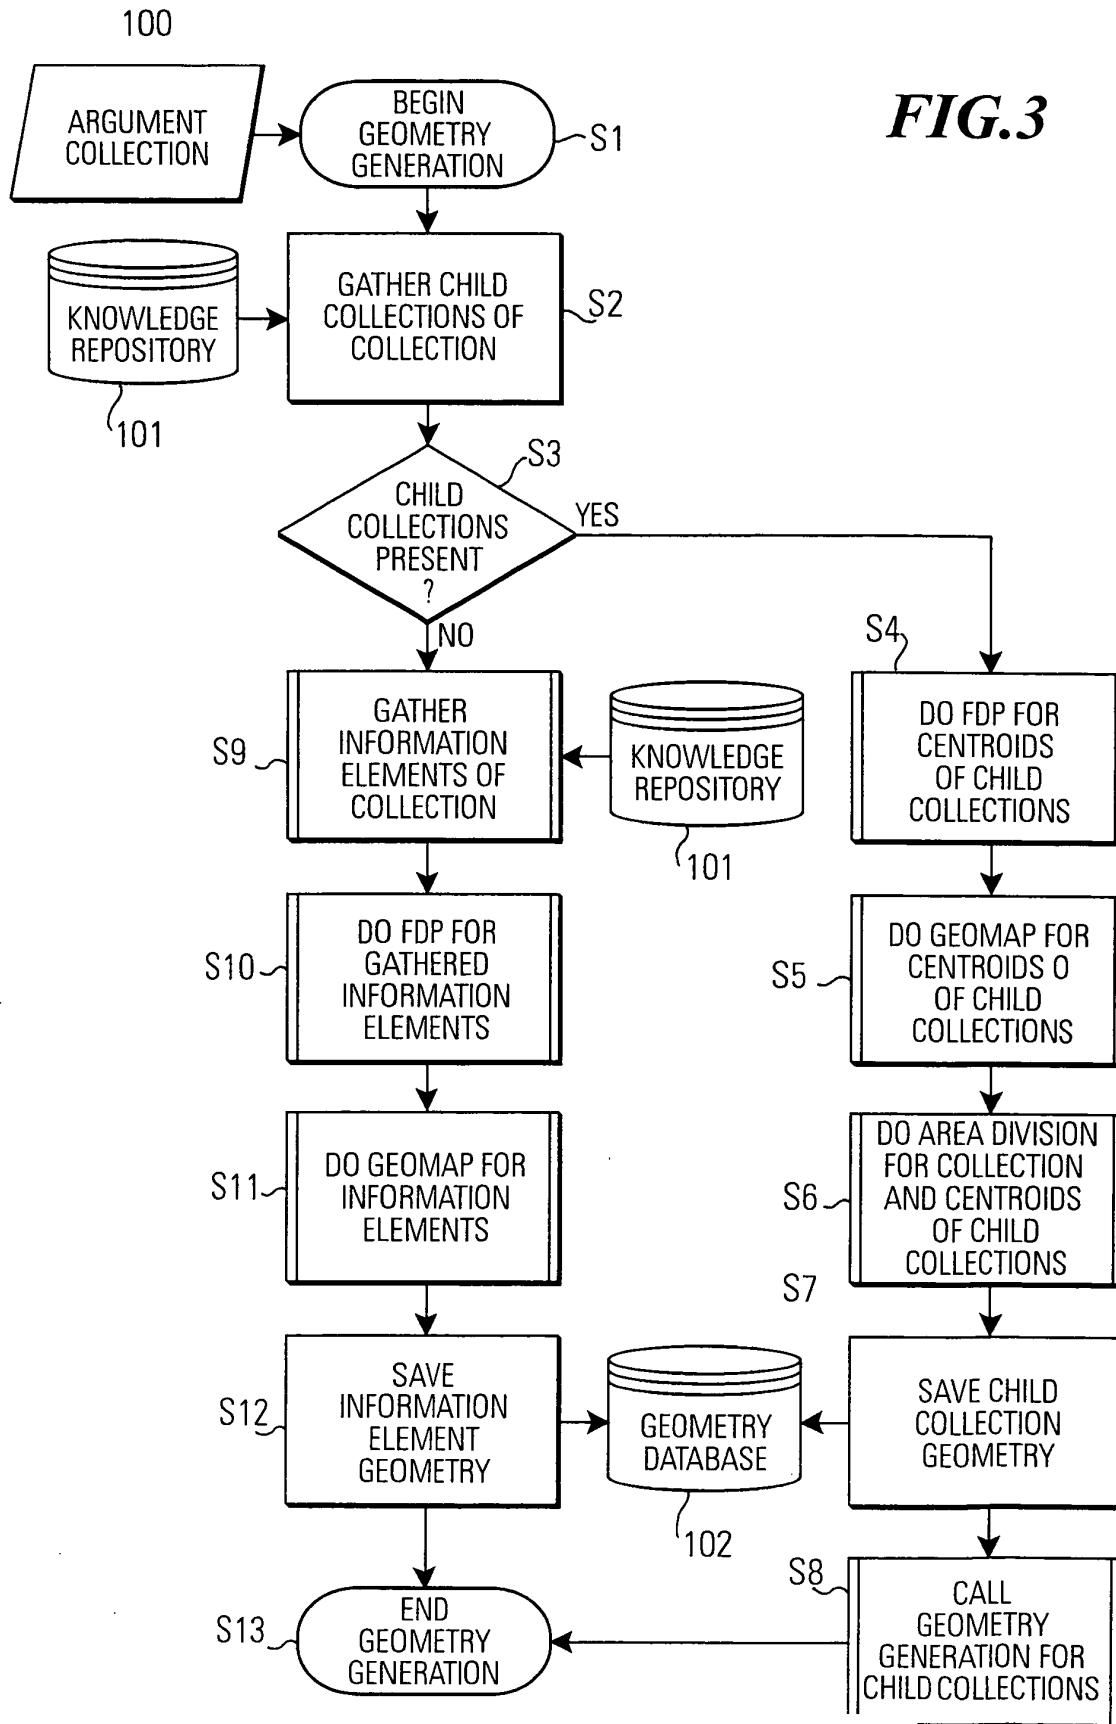 100
FIG.3
ARGUMENT
COLLECTION
BEGIN
GEOMETRY
GENERATION
S1
KNOWLEDGE
REPOSITORY
101
GATHER CHILD
COLLECTIONS OF
COLLECTION
S2
CHILD
COLLECTIONS
PRESENT
?
S3
YES
NO
S4
DO FDP FOR
CENTROIDS
OF CHILD
COLLECTIONS
S9
GATHER
INFORMATION
ELEMENTS OF
COLLECTION
KNOWLEDGE
REPOSITORY
101
S10
DO FDP FOR
GATHERED
INFORMATION
ELEMENTS
S5
DO GEOMAP FOR
CENTROIDS O
OF CHILD
COLLECTIONS
S11
DO GEOMAP FOR
INFORMATION
ELEMENTS
S6
DO AREA DIVISION
FOR COLLECTION
AND CENTROIDS
OF CHILD
COLLECTIONS
S7
S12
SAVE
INFORMATION
ELEMENT
GEOMETRY
GEOMETRY
DATABASE
102
SAVE CHILD
COLLECTION
GEOMETRY
S13
END
GEOMETRY
GENERATION
S8
CALL
GEOMETRY
GENERATION FOR
CHILD COLLECTIONS